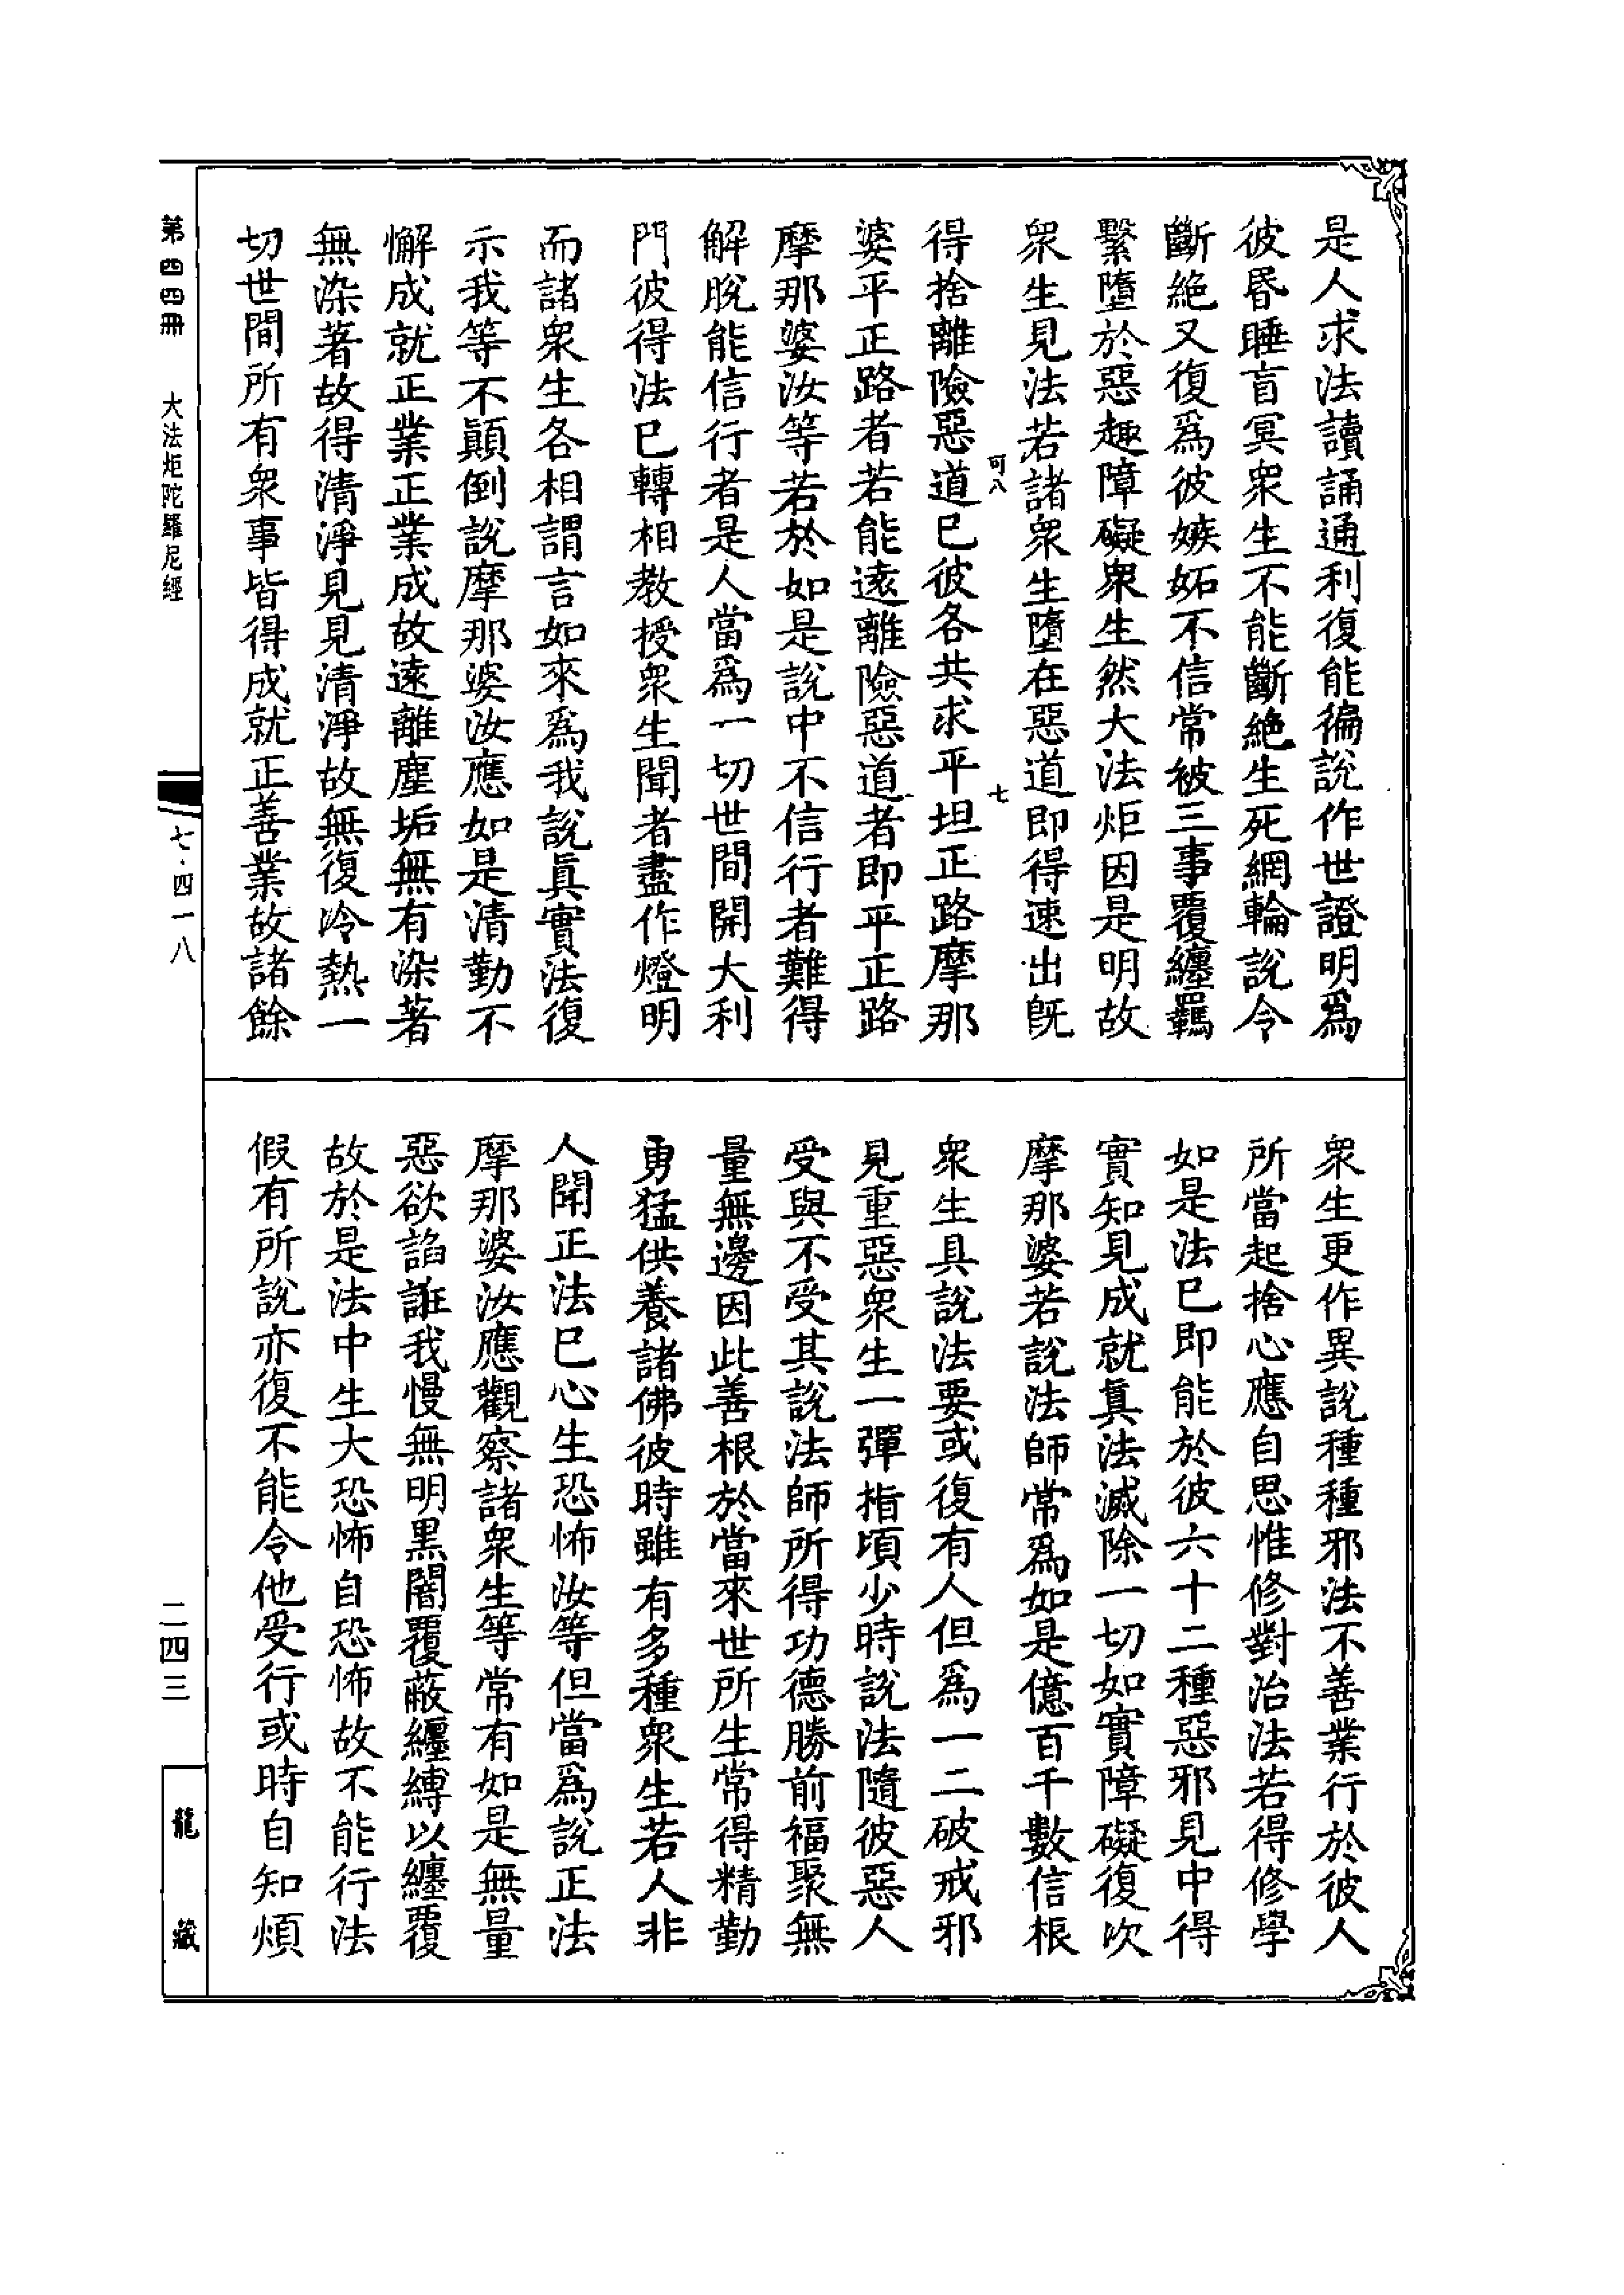 是人求法讀誦通利復能徧說作世證明爲
彼昬睡盲冥衆生不能斷絶生死網輪說令
斷絶又復爲彼嫉妬不信常被三事覆纏羈
繫墮於惡趣障礙衆生然大法炬因是明故
衆生見法若諸衆生墮在惡道即得速出旣
可八
七
得捨離險惡道已彼各共求平坦正路摩那
婆平正路者若能遠離險惡道者即平正路
摩那婆汝等若於如是說中不信行者難得
解脫能信行者是人當爲一切世間開大利
門彼得法已轉相教授衆生聞者盡作燈明
而諸衆生各相謂言如來爲我說眞實法復
示我等不顚倒說摩那婆汝應如是清勤不
懈成就正業正業成故遠離塵垢無有染著
無染著故得清淨見見清淨故無復冷熱一
切世間所有衆事皆得成就正善業故諸餘
衆生更作異說種種邪法不善業行於彼人
所當起捨心應自思惟修對治法若得修學
如是法已即能於彼六十二種惡邪見中得
實知見成就眞法滅除一切如實障礙復次
摩那婆若說法師常爲如是億百千數信根
衆生具說法要或復有人但爲一二破戒邪
見重惡衆生一彈指頃少時說法隨彼惡人
受與不受其說法師所得功德勝前福聚無
量無邊因此善根於當來世所生常得精勤
勇猛供養諸佛彼時雖有多種衆生若人非
人聞正法已心生恐怖汝等但當爲說正法
摩那婆汝應觀察諸衆生等常有如是無量
惡欲諂誑我慢無明黑闇覆蔽纏縛以纏覆
故於是法中生大恐怖自恐怖故不能行法
假有所說亦復不能令他受行或時自知煩
第四四冊
大法炬陀羅尼經
七·四一八
二四三
龍藏